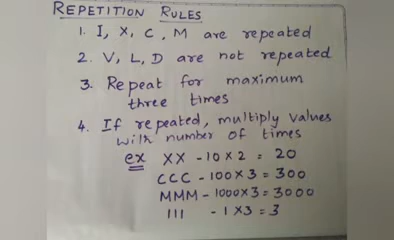 REPETITION RULES
1. I, X, C, M are repeated
2. V, L, D are not repeated
3. Repeat for maximum
three times
4. If repeated, multiply values
with number of times
ex XX - 10 X 2 = 20
CCC - 100 X 3 = 300
MMM - 1000 X 3 = 3000
III - 1 X 3 = 3